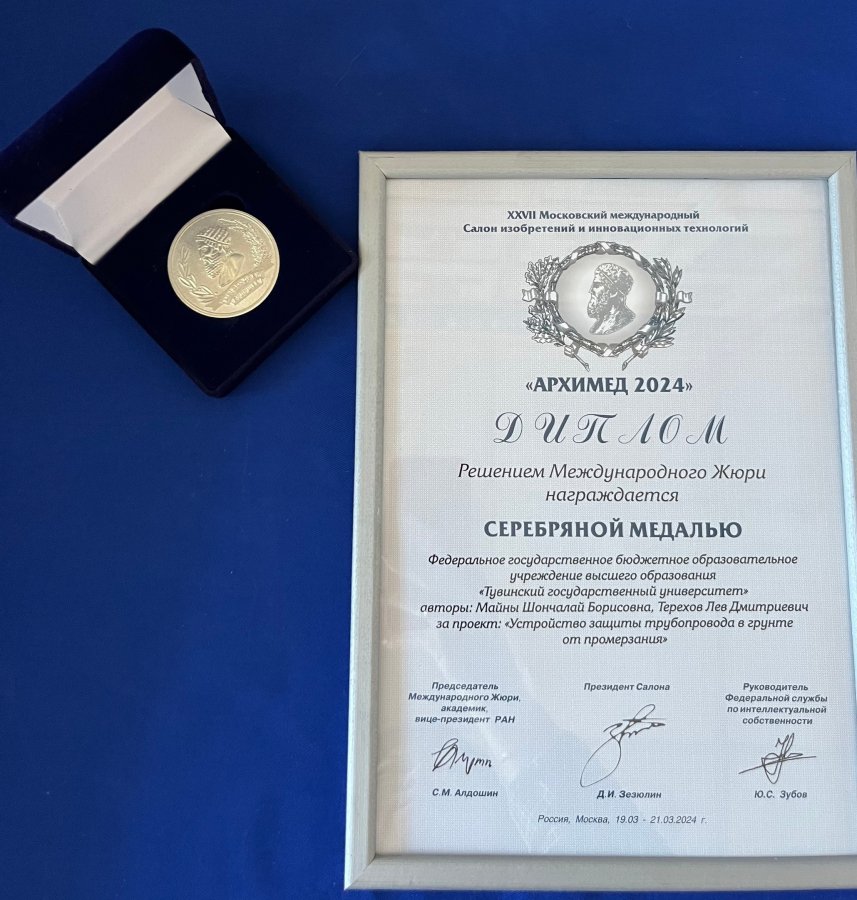 XXVII Московский международный
Салон изобретений и инновационных технологий
«АРХИМЕД 2024»
ДИПЛОМ
Решением Международного Жюри
награждается
СЕРЕБРЯНОЙ МЕДАЛЬЮ
Федеральное государственное бюджетное образовательное
учреждение высшего образования
«Тувинский государственный университет»
авторы: Майны Шончалай Борисовна, Терехов Лев Дмитриевич
за проект: «Устройство защиты трубопровода в грунте
от промерзания»
Председатель
Международного Жюри,
академик,
вице-президент РАН
С.М. Алдошин
Президент Салона
Д.И. Зезюлин
Руководитель
Федеральной службы
по интеллектуальной
собственности
Ю.С. Зубов
Россия, Москва, 19.03 - 21.03.2024 г.